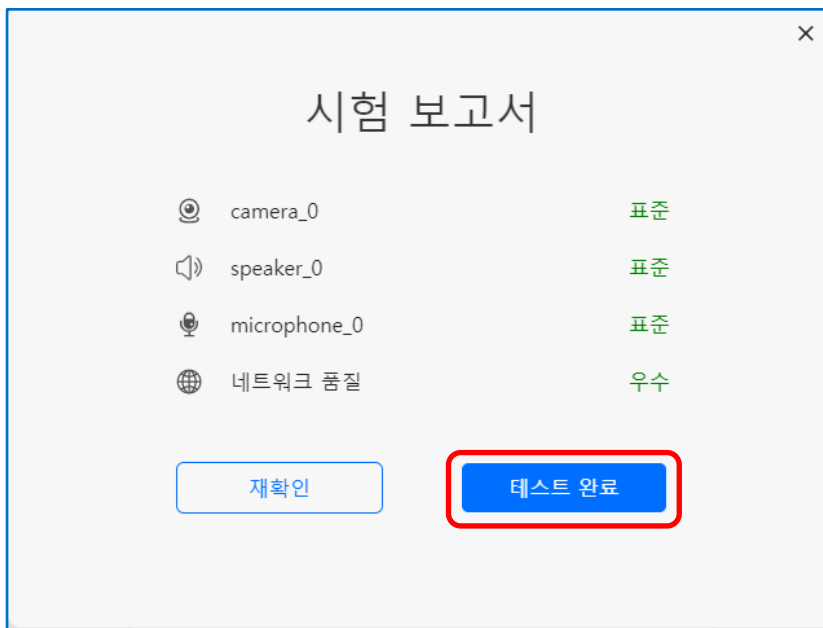 시험 보고서
camera_0 표준
speaker_0 표준
microphone_0 표준
네트워크 품질 우수
재확인 테스트 완료